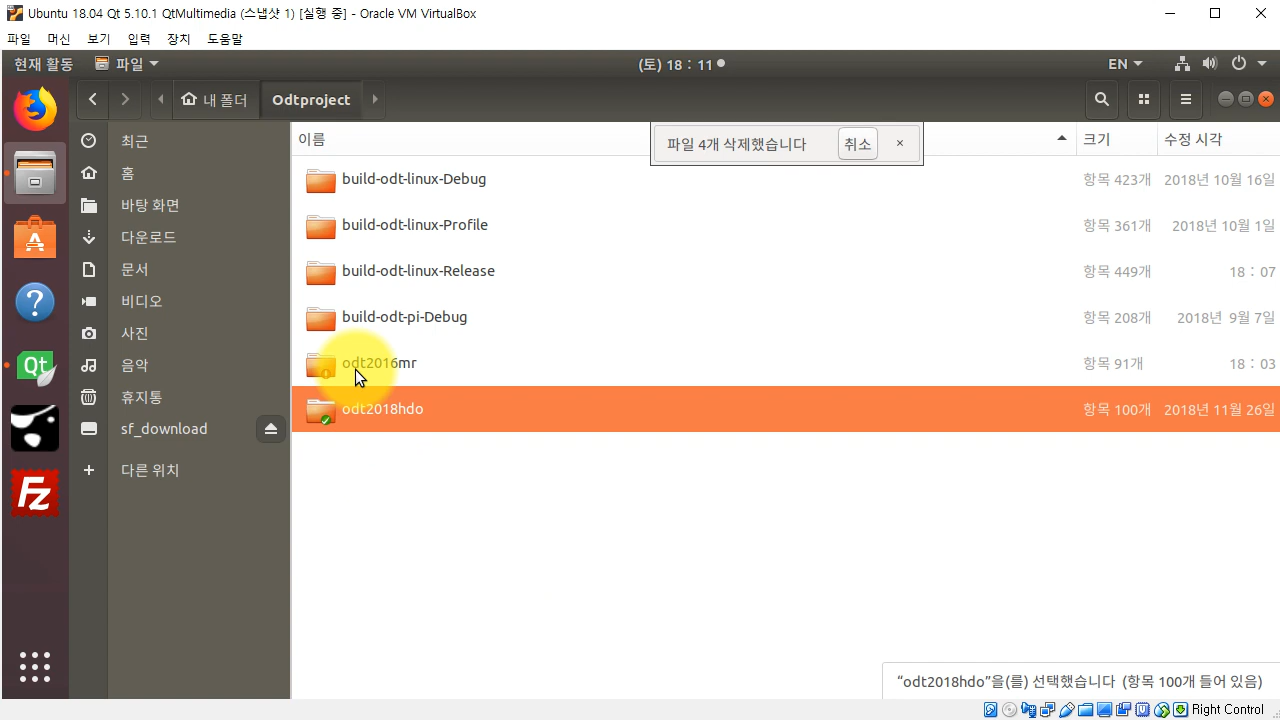 Ubuntu 18.04 Qt 5.10.1 QtMultimedia (스냅샷 1) [실행 중] - Oracle VM VirtualBox
파일 머신 보기 입력 장치 도움말
현재 활동 파일 (토) 18 : 11 EN
내 폴더 Odtproject
최근
홈
바탕 화면
다운로드
문서
비디오
사진
음악
휴지통
sf_download
다른 위치
이름 크기 수정 시각
파일 4개 삭제했습니다 취소 ×
build-odt-linux-Debug 항목 423개 2018년 10월 16일
build-odt-linux-Profile 항목 361개 2018년 10월 1일
build-odt-linux-Release 항목 449개 18 : 07
build-odt-pi-Debug 항목 208개 2018년 9월 7일
odt2016mr 항목 91개 18 : 03
odt2018hdo 항목 100개 2018년 11월 26일
Qt
Fz
“odt2018hdo”을(를) 선택했습니다 (항목 100개 들어 있음)
Right Control